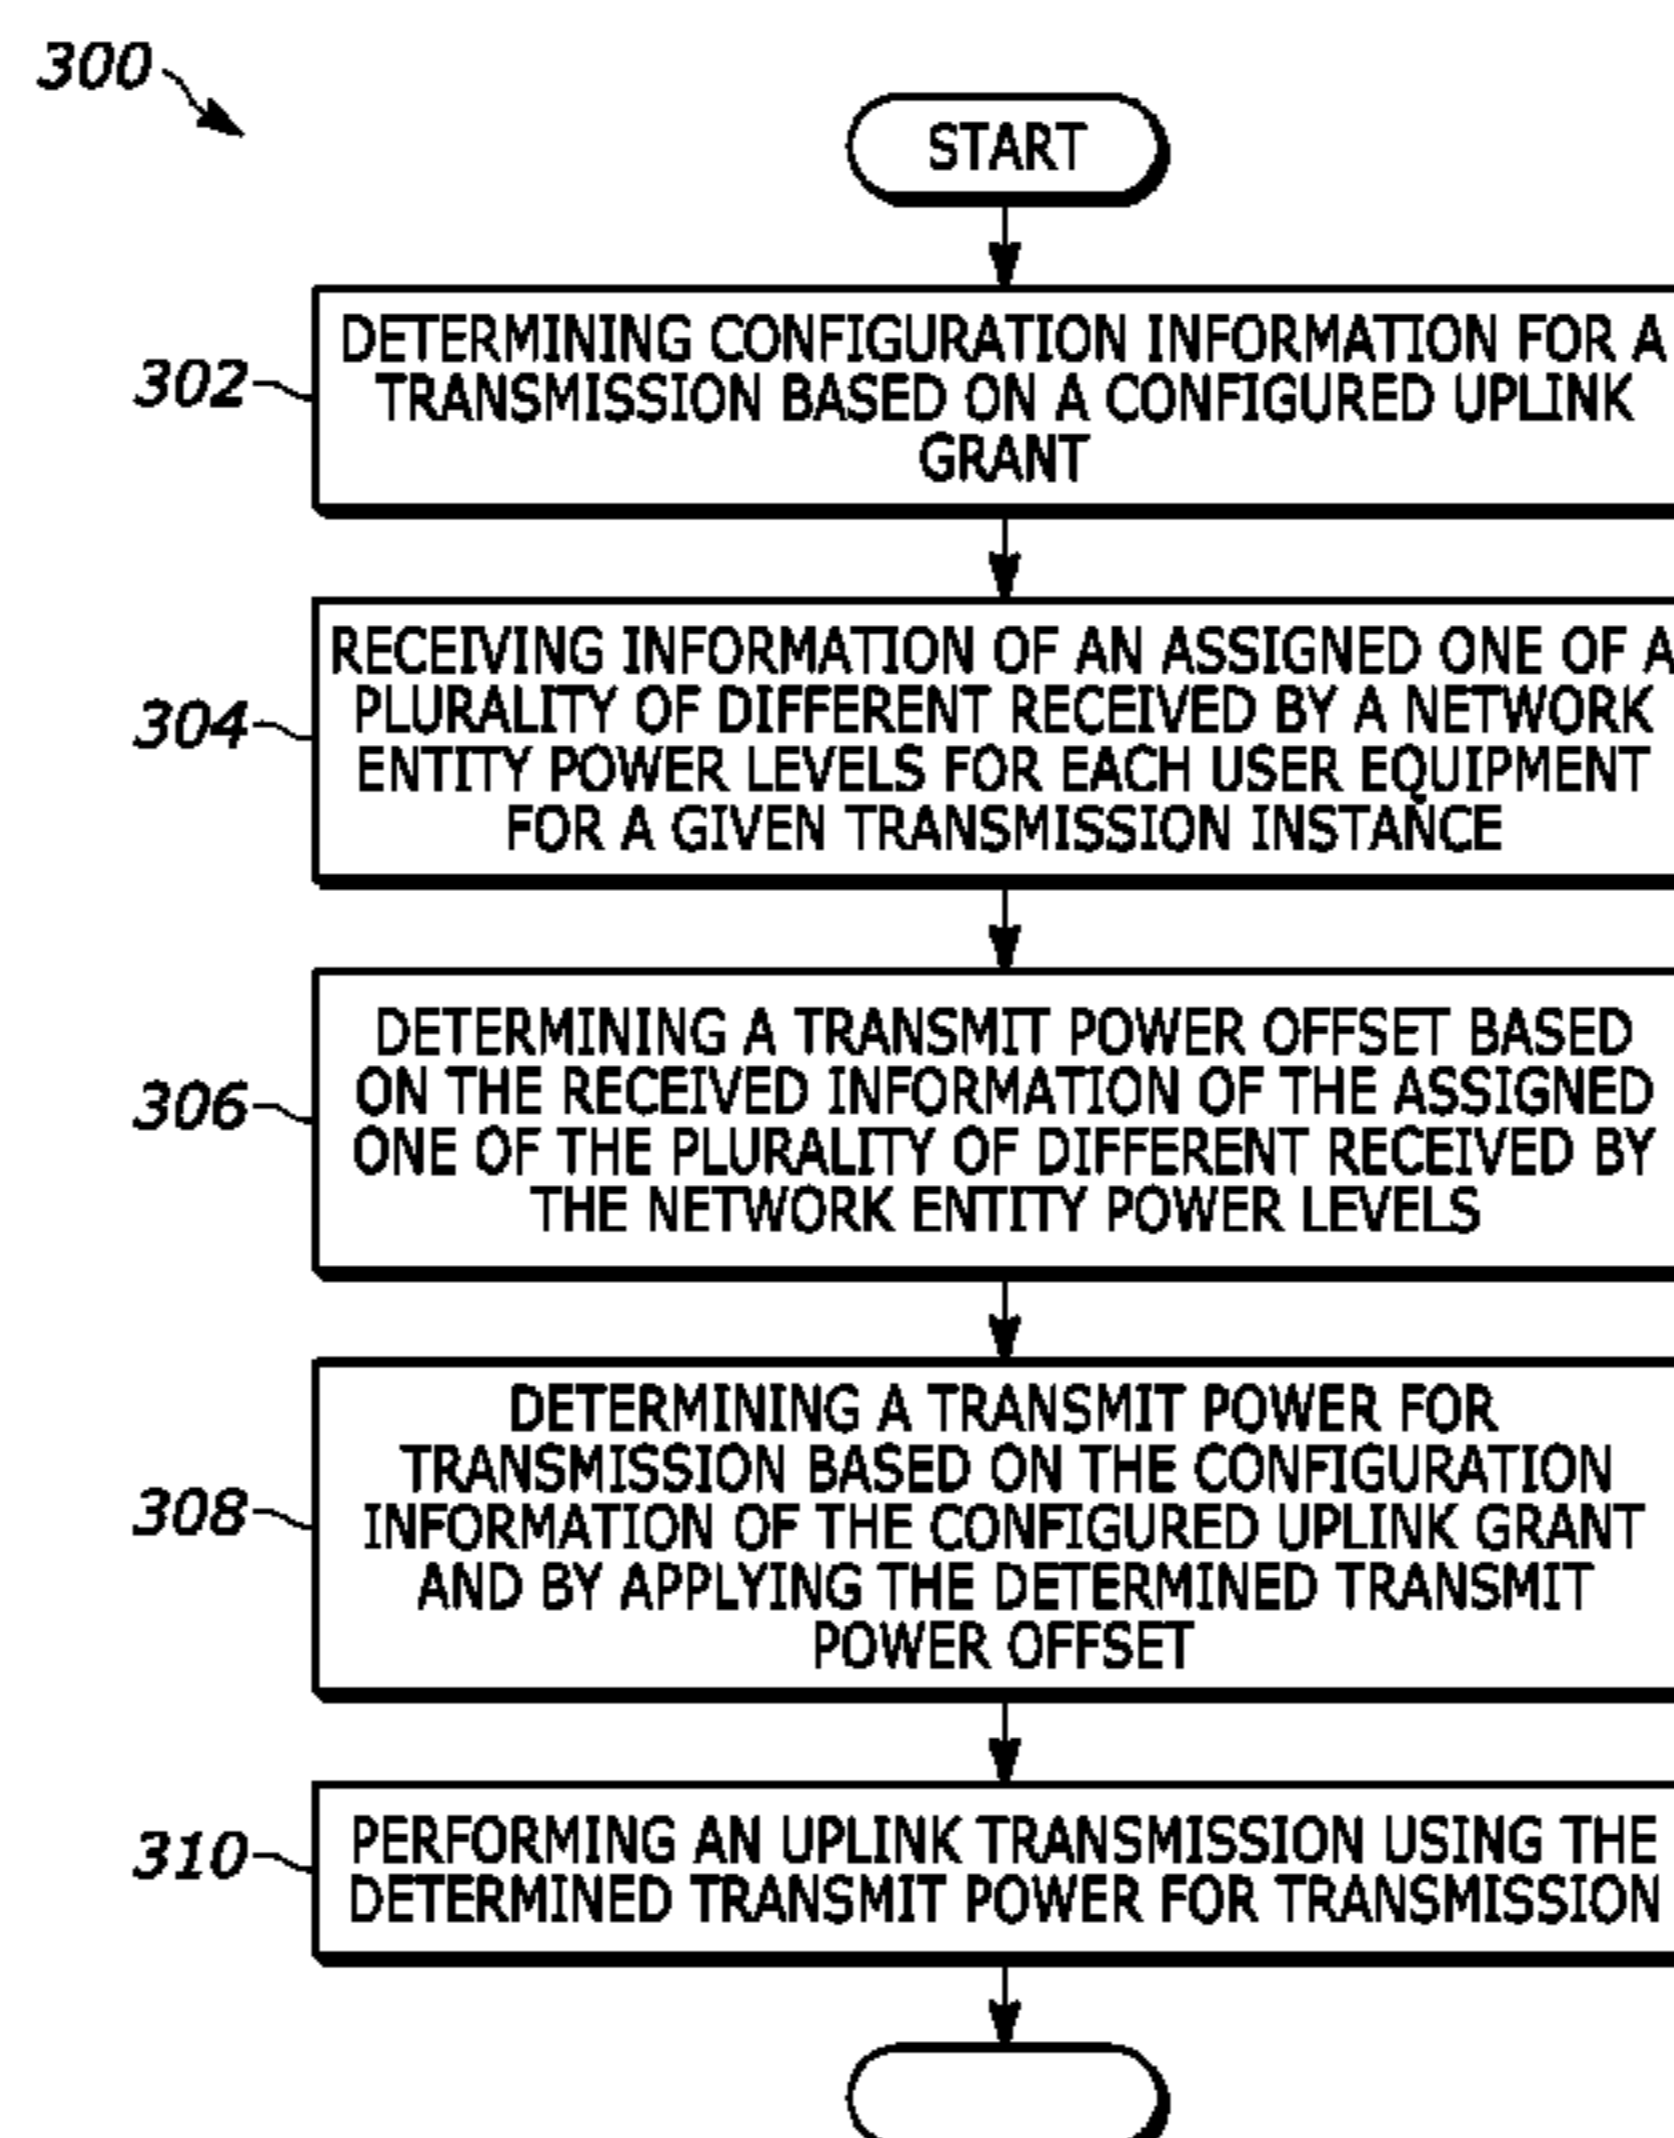 300
START
302
DETERMINING CONFIGURATION INFORMATION FOR A
TRANSMISSION BASED ON A CONFIGURED UPLINK
GRANT
304
RECEIVING INFORMATION OF AN ASSIGNED ONE OF A
PLURALITY OF DIFFERENT RECEIVED BY A NETWORK
ENTITY POWER LEVELS FOR EACH USER EQUIPMENT
FOR A GIVEN TRANSMISSION INSTANCE
306
DETERMINING A TRANSMIT POWER OFFSET BASED
ON THE RECEIVED INFORMATION OF THE ASSIGNED
ONE OF THE PLURALITY OF DIFFERENT RECEIVED BY
THE NETWORK ENTITY POWER LEVELS
308
DETERMINING A TRANSMIT POWER FOR
TRANSMISSION BASED ON THE CONFIGURATION
INFORMATION OF THE CONFIGURED UPLINK GRANT
AND BY APPLYING THE DETERMINED TRANSMIT
POWER OFFSET
310
PERFORMING AN UPLINK TRANSMISSION USING THE
DETERMINED TRANSMIT POWER FOR TRANSMISSION